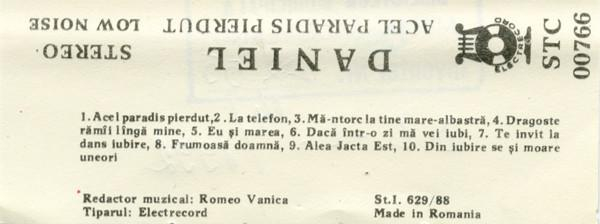 STEREO
LOW NOISE
DANIEL
ACEL PARADIS PIERDUT
ELECTRECORD
STC
00766
1. Acel paradis pierdut, 2. La telefon, 3. Mă-ntorc la tine mare-albastră, 4. Dragoste
rămîi lîngă mine, 5. Eu și marea, 6. Dacă într-o zi mă vei iubi, 7. Te invit la
dans iubire, 8. Frumoasă doamnă, 9. Alea Jacta Est, 10. Din iubire se și moare
uneori
Redactor muzical: Romeo Vanica
Tiparul: Electrecord
St.I. 629/88
Made in Romania